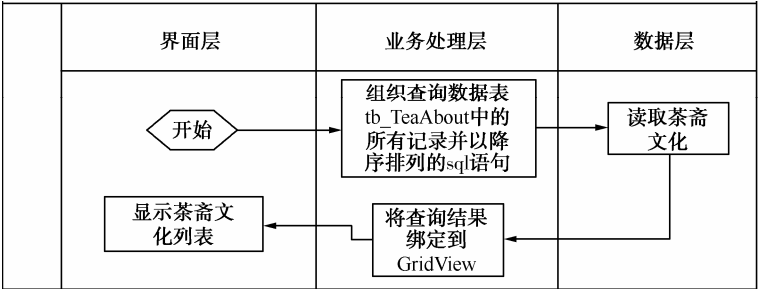 界面层
业务处理层
数据层
开始
组织查询数据表
tb_TeaAbout中的
所有记录并以降
序排列的sql语句
读取茶斋
文化
显示茶斋文
化列表
将查询结果
绑定到
GridView